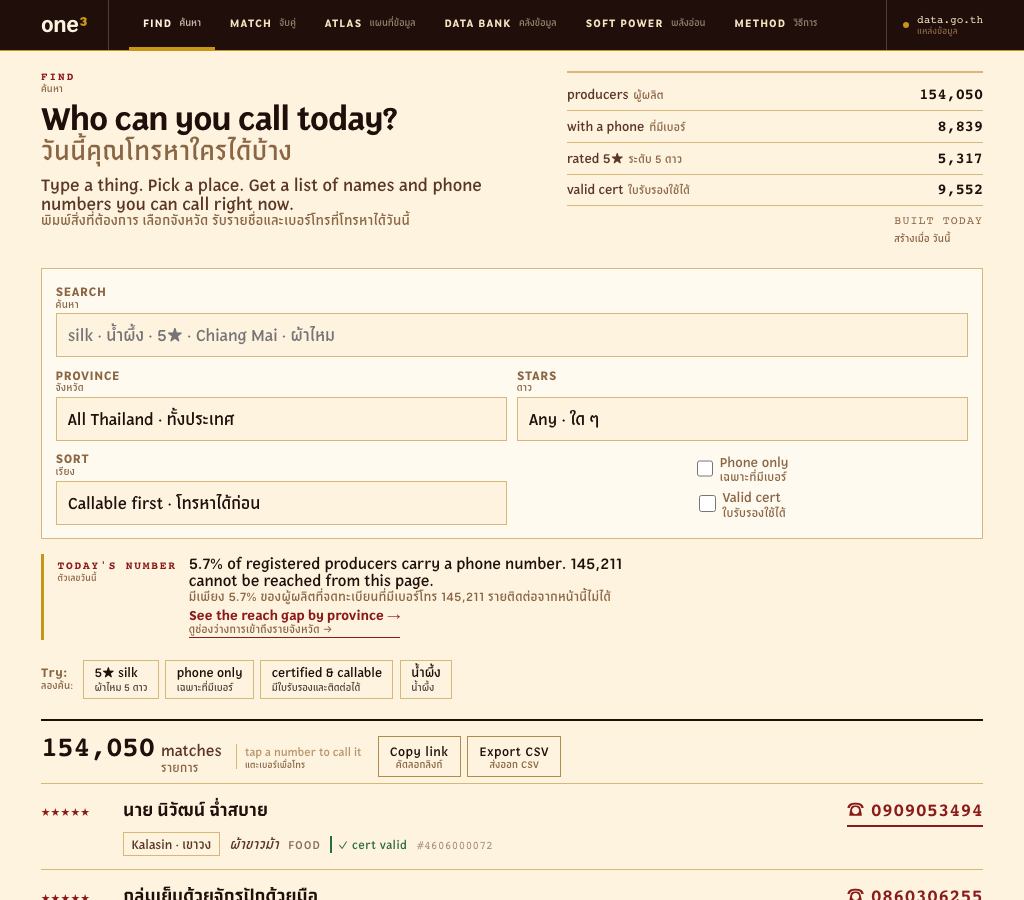 one³
FIND ค้นหา
MATCH จับคู่
ATLAS แผนที่ข้อมูล
DATA BANK คลังข้อมูล
SOFT POWER พลังอ่อน
METHOD วิธีการ
data.go.th
แหล่งข้อมูล
FIND
ค้นหา
Who can you call today?
วันนี้คุณโทรหาใครได้บ้าง
Type a thing. Pick a place. Get a list of names and phone
numbers you can call right now.
พิมพ์สิ่งที่ต้องการ เลือกจังหวัด รับรายชื่อและเบอร์โทรที่โทรหาได้วันนี้
producers ผู้ผลิต 154,050
with a phone ที่มีเบอร์ 8,839
rated 5★ ระดับ 5 ดาว 5,317
valid cert ใบรับรองใช้ได้ 9,552
BUILT TODAY
สร้างเมื่อ วันนี้
SEARCH
ค้นหา
silk · น้ำผึ้ง · 5★ · Chiang Mai · ผ้าไหม
PROVINCE
จังหวัด
All Thailand · ทั้งประเทศ
STARS
ดาว
Any · ใด ๆ
SORT
เรียง
Callable first · โทรหาได้ก่อน
Phone only
เฉพาะที่มีเบอร์
Valid cert
ใบรับรองใช้ได้
TODAY'S NUMBER
ตัวเลขวันนี้
5.7% of registered producers carry a phone number. 145,211
cannot be reached from this page.
มีเพียง 5.7% ของผู้ผลิตที่จดทะเบียนที่มีเบอร์โทร 145,211 รายติดต่อจากหน้านี้ไม่ได้
See the reach gap by province →
ดูช่องว่างการเข้าถึงรายจังหวัด →
Try:
ลองค้น:
5★ silk
ผ้าไหม 5 ดาว
phone only
เฉพาะที่มีเบอร์
certified & callable
มีใบรับรองและติดต่อได้
น้ำผึ้ง
น้ำผึ้ง
154,050 matches
รายการ
tap a number to call it
แตะเบอร์เพื่อโทร
Copy link
คัดลอกลิงก์
Export CSV
ส่งออก CSV
★★★★★ นาย นิวัฒน์ ฉ่ำสบาย ☎ 0909053494
Kalasin · เขาวง ผ้าขาวม้า FOOD ✓ cert valid #4606000072
★★★★★ กลุ่มเย็บด้วยจักรปักด้วยมือ ☎ 0860306255